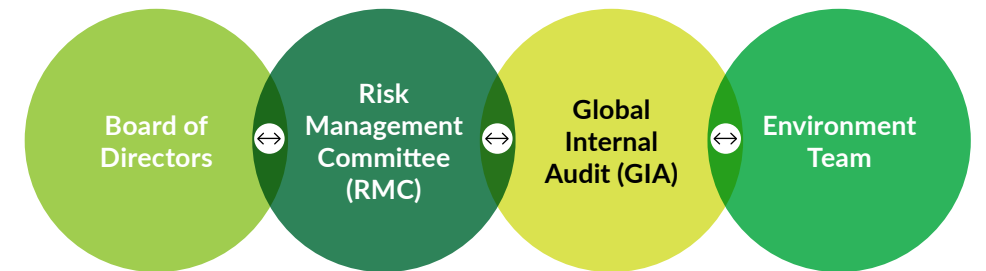 Board of
Directors
Risk
Management
Committee
(RMC)
Global
Internal
Audit (GIA)
Environment
Team